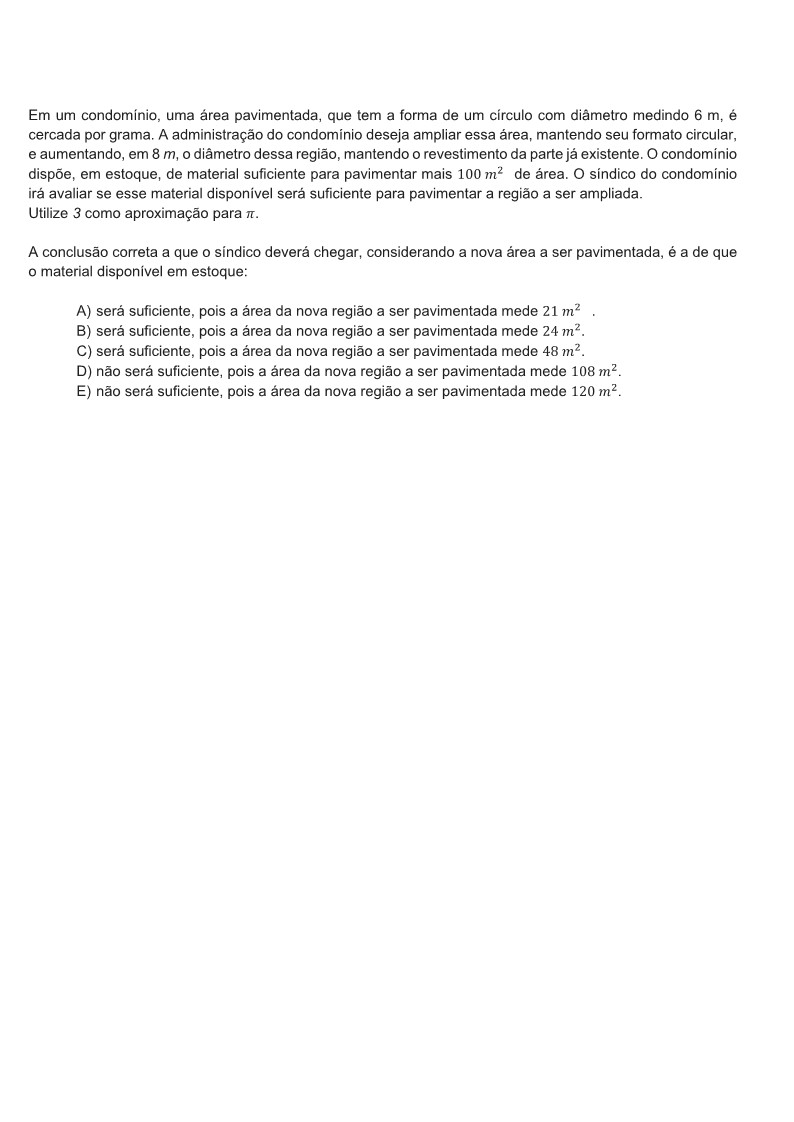 Em um condomínio, uma área pavimentada, que tem a forma de um círculo com diâmetro medindo 6 m, é
cercada por grama. A administração do condomínio deseja ampliar essa área, mantendo seu formato circular,
e aumentando, em 8 m, o diâmetro dessa região, mantendo o revestimento da parte já existente. O condomínio
dispõe, em estoque, de material suficiente para pavimentar mais 100 m² de área. O síndico do condomínio
irá avaliar se esse material disponível será suficiente para pavimentar a região a ser ampliada.
Utilize 3 como aproximação para π.
A conclusão correta a que o síndico deverá chegar, considerando a nova área a ser pavimentada, é a de que
o material disponível em estoque:
A) será suficiente, pois a área da nova região a ser pavimentada mede 21 m² .
B) será suficiente, pois a área da nova região a ser pavimentada mede 24 m².
C) será suficiente, pois a área da nova região a ser pavimentada mede 48 m².
D) não será suficiente, pois a área da nova região a ser pavimentada mede 108 m².
E) não será suficiente, pois a área da nova região a ser pavimentada mede 120 m².